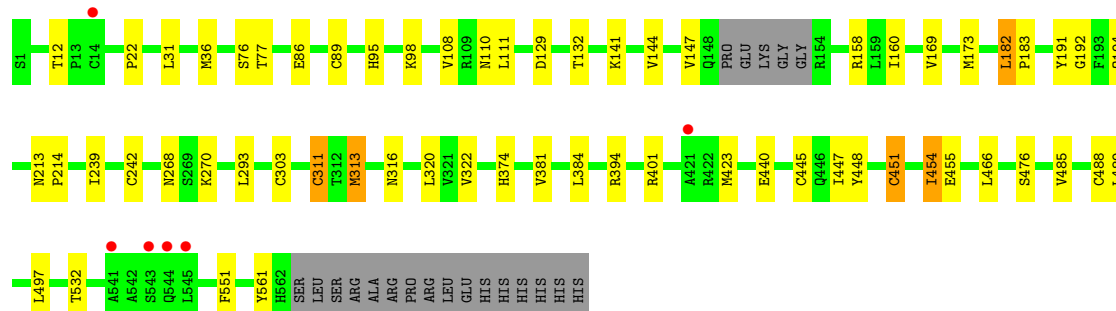 S1 T12 P13 C14 P22 L31 M36 S76 T77 E86 C89 H95 K98 V108 R109 N110 L111 D129 T132 K141 V144 V147 Q148 PRO GLU LYS GLY GLY R154 R158 L159 I160 V169 M173 L182 P183 Y191 G192 F193
N213 P214 I239 C242 N268 S269 K270 L293 C303 C311 T312 M313 N316 L320 V321 V322 H374 V381 L384 R394 R401 A421 R422 M423 E440 C445 Q446 I447 Y448 C451 I454 E455 L466 S476 V485 C488
L497 T532 A541 A542 S543 Q544 L545 F551 Y561 H562 SER LEU SER ARG ALA ARG PRO ARG LEU GLU HIS HIS HIS HIS HIS HIS